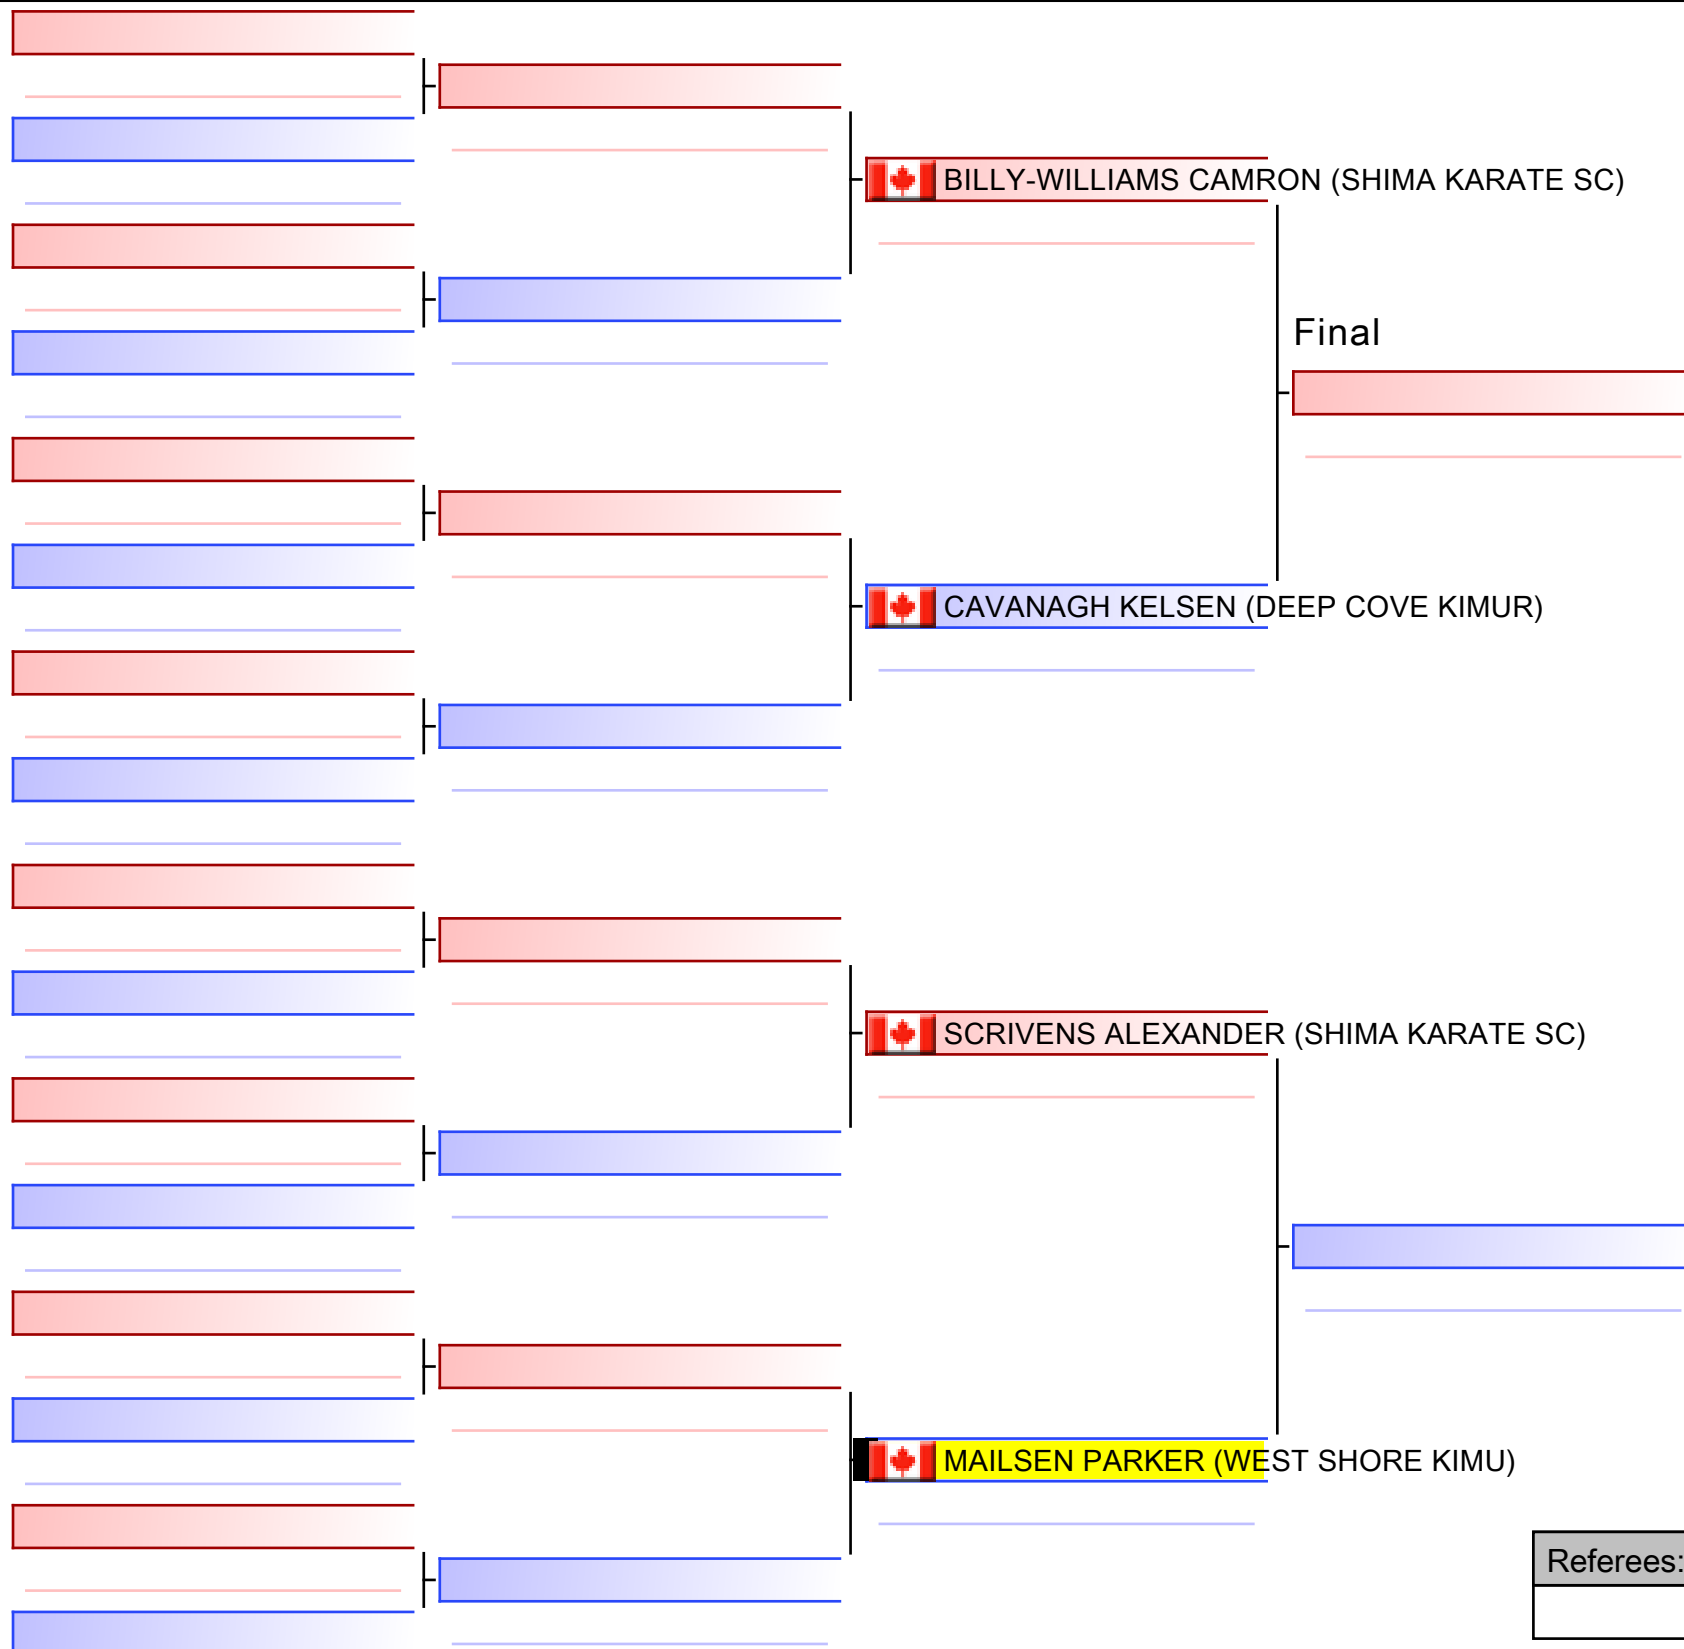 BILLY-WILLIAMS CAMRON (SHIMA KARATE SC)
Final
CAVANAGH KELSEN (DEEP COVE KIMUR)
SCRIVENS ALEXANDER (SHIMA KARATE SC)
MAILSEN PARKER (WEST SHORE KIMU)
Referees: